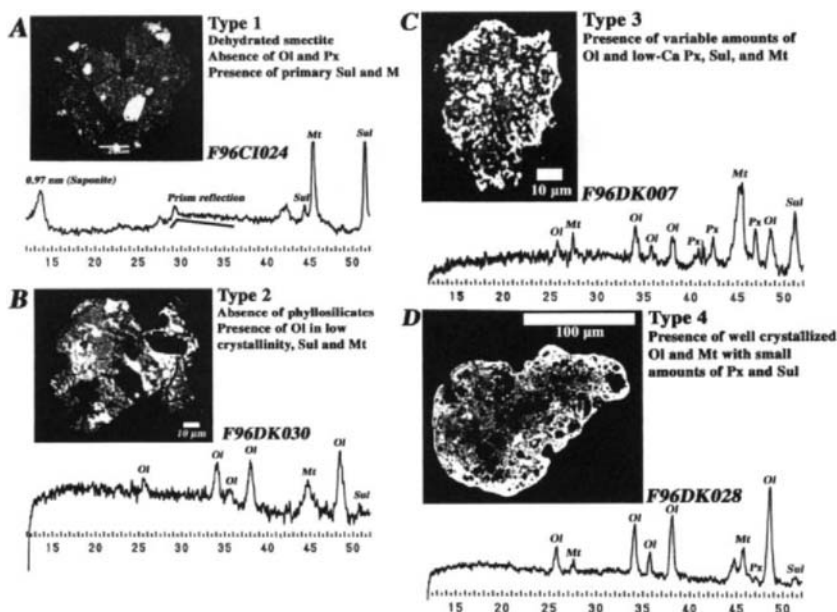 A
Type 1
Dehydrated smectite
Absence of Ol and Px
Presence of primary Sul and M
F96CI024
0.97 nm (Saponite)
Prism reflection
Sul
Mt
Sul
15 20 25 30 35 40 45 50
B
Type 2
Absence of phyllosilicates
Presence of Ol in low
crystallinity, Sul and Mt
10 μm
F96DK030
Ol
Ol
Ol
Ol
Mt
Ol
Sul
15 20 25 30 35 40 45 50
C
Type 3
Presence of variable amounts of
Ol and low-Ca Px, Sul, and Mt
10 μm
F96DK007
Ol
Mt
Ol
Ol
Ol
Px
Px
Mt
Px
Ol
Sul
15 20 25 30 35 40 45 50
D
100 μm
Type 4
Presence of well crystallized
Ol and Mt with small
amounts of Px and Sul
F96DK028
Ol
Mt
Ol
Ol
Ol
Mt
Px
Ol
Sul
15 20 25 30 35 40 45 50